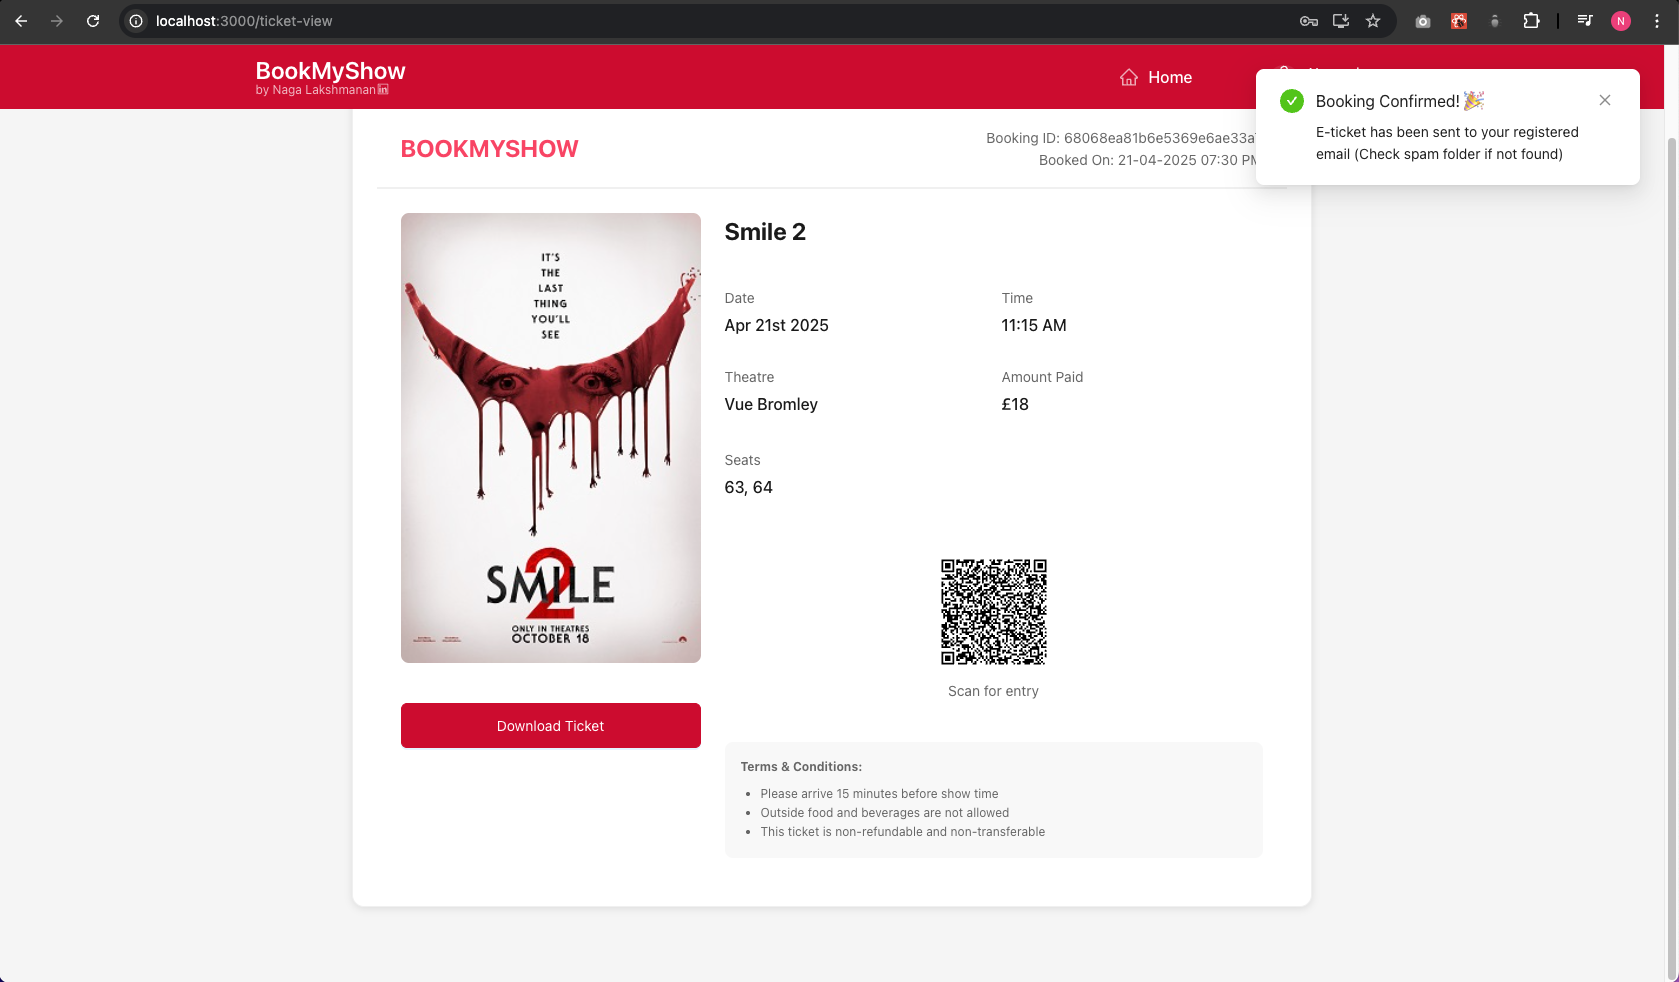 localhost:3000/ticket-view
N
BookMyShow
by Naga Lakshmanan
Home
Booking Confirmed! 🎉
E-ticket has been sent to your registered
email (Check spam folder if not found)
BOOKMYSHOW
Booking ID: 68068ea81b6e5369e6ae33a
Booked On: 21-04-2025 07:30 PM
IT'S
THE
LAST
THING
YOU'LL
SEE
SMILE
2
ONLY IN THEATRES
OCTOBER 18
Download Ticket
Smile 2
Date
Time
Apr 21st 2025
11:15 AM
Theatre
Amount Paid
Vue Bromley
£18
Seats
63, 64
Scan for entry
Terms & Conditions:
• Please arrive 15 minutes before show time
• Outside food and beverages are not allowed
• This ticket is non-refundable and non-transferable